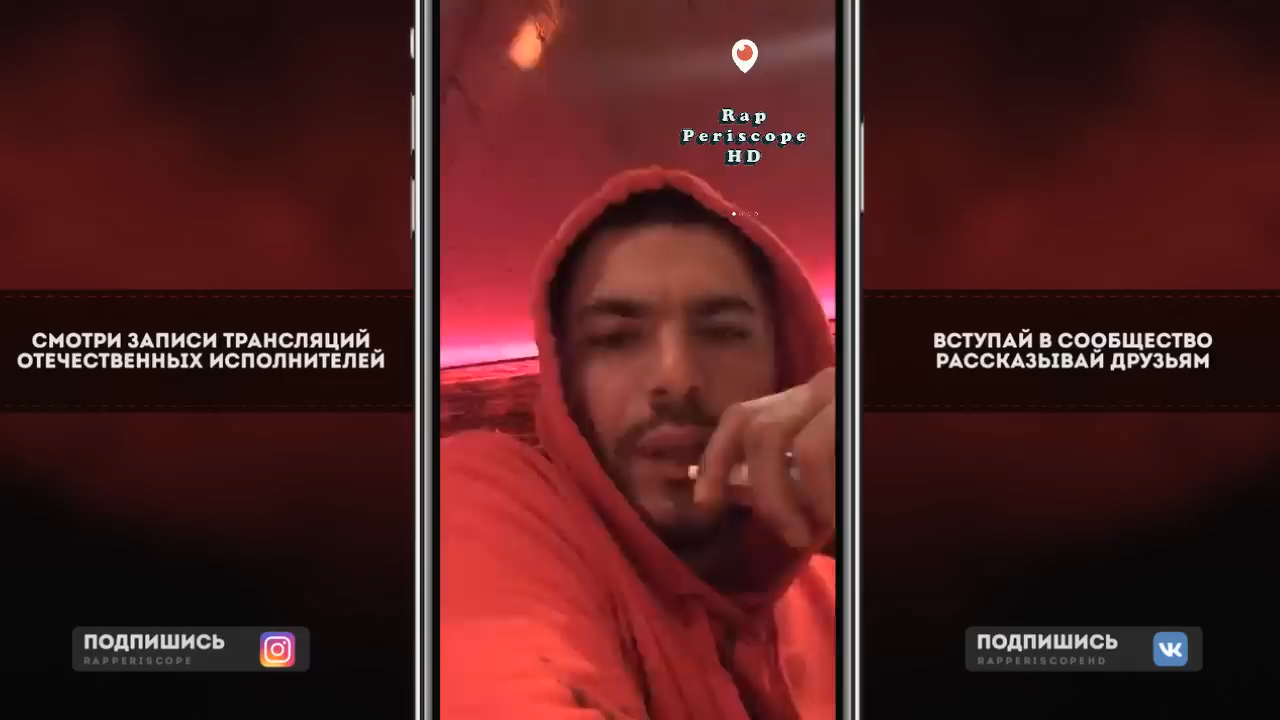 Rap
Periscope
HD
СМОТРИ ЗАПИСИ ТРАНСЛЯЦИЙ
ОТЕЧЕСТВЕННЫХ ИСПОЛНИТЕЛЕЙ
ВСТУПАЙ В СООБЩЕСТВО
РАССКАЗЫВАЙ ДРУЗЬЯМ
ПОДПИШИСЬ
RAPPERISCOPE
ПОДПИШИСЬ
RAPPERISCOPEHD